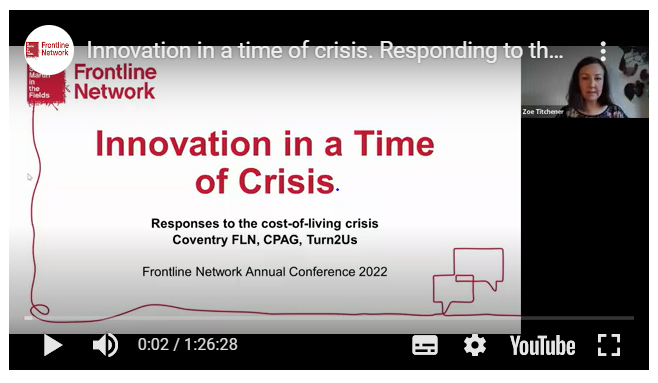 Frontline
Network
Innovation in a time of crisis. Responding to th...
Martin
in the
Fields
Frontline
Network
Zoe Titchener
Innovation in a Time
of Crisis.
Responses to the cost-of-living crisis
Coventry FLN, CPAG, Turn2Us
Frontline Network Annual Conference 2022
0:02 / 1:26:28
YouTube